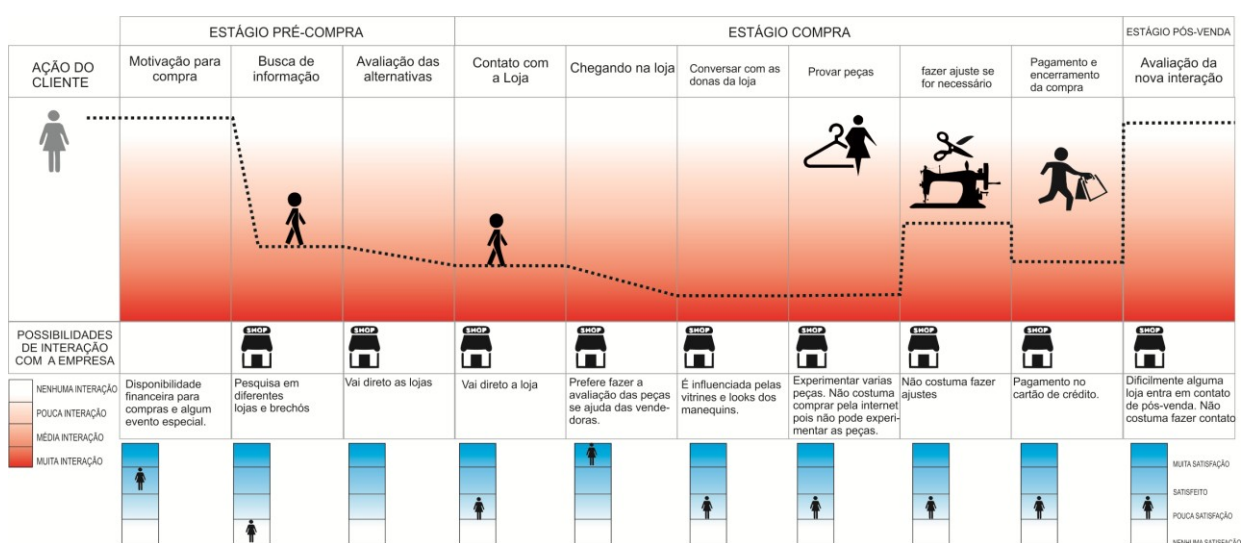 ESTÁGIO PRÉ-COMPRA
ESTÁGIO COMPRA
ESTÁGIO PÓS-VENDA
AÇÃO DO
CLIENTE
Motivação para
compra
Busca de
informação
Avaliação das
alternativas
Contato com
a Loja
Chegando na loja
Conversar com as
donas da loja
Provar peças
fazer ajuste se
for necessário
Pagamento e
encerramento
da compra
Avaliação da
nova interação
POSSIBILIDADES
DE INTERAÇÃO
COM A EMPRESA
SHOP
SHOP
SHOP
SHOP
SHOP
SHOP
SHOP
SHOP
SHOP
NENHUMA INTERAÇÃO
POUCA INTERAÇÃO
MÉDIA INTERAÇÃO
MUITA INTERAÇÃO
Disponibilidade
financeira para
compras e algum
evento especial.
Pesquisa em
diferentes
lojas e brechós
Vai direto as lojas
Vai direto a loja
Prefere fazer a
avaliação das peças
se ajuda das vende-
doras.
É influenciada pelas
vitrines e looks dos
manequins.
Experimentar varias
peças. Não costuma
comprar pela internet
pois não pode experi-
mentar as peças.
Não costuma fazer
ajustes
Pagamento no
cartão de crédito.
Dificilmente alguma
loja entra em contato
de pós-venda. Não
costuma fazer contato
MUITA SATISFAÇÃO
SATISFEITO
POUCA SATISFAÇÃO
NENHUMA SATISFAÇÃO